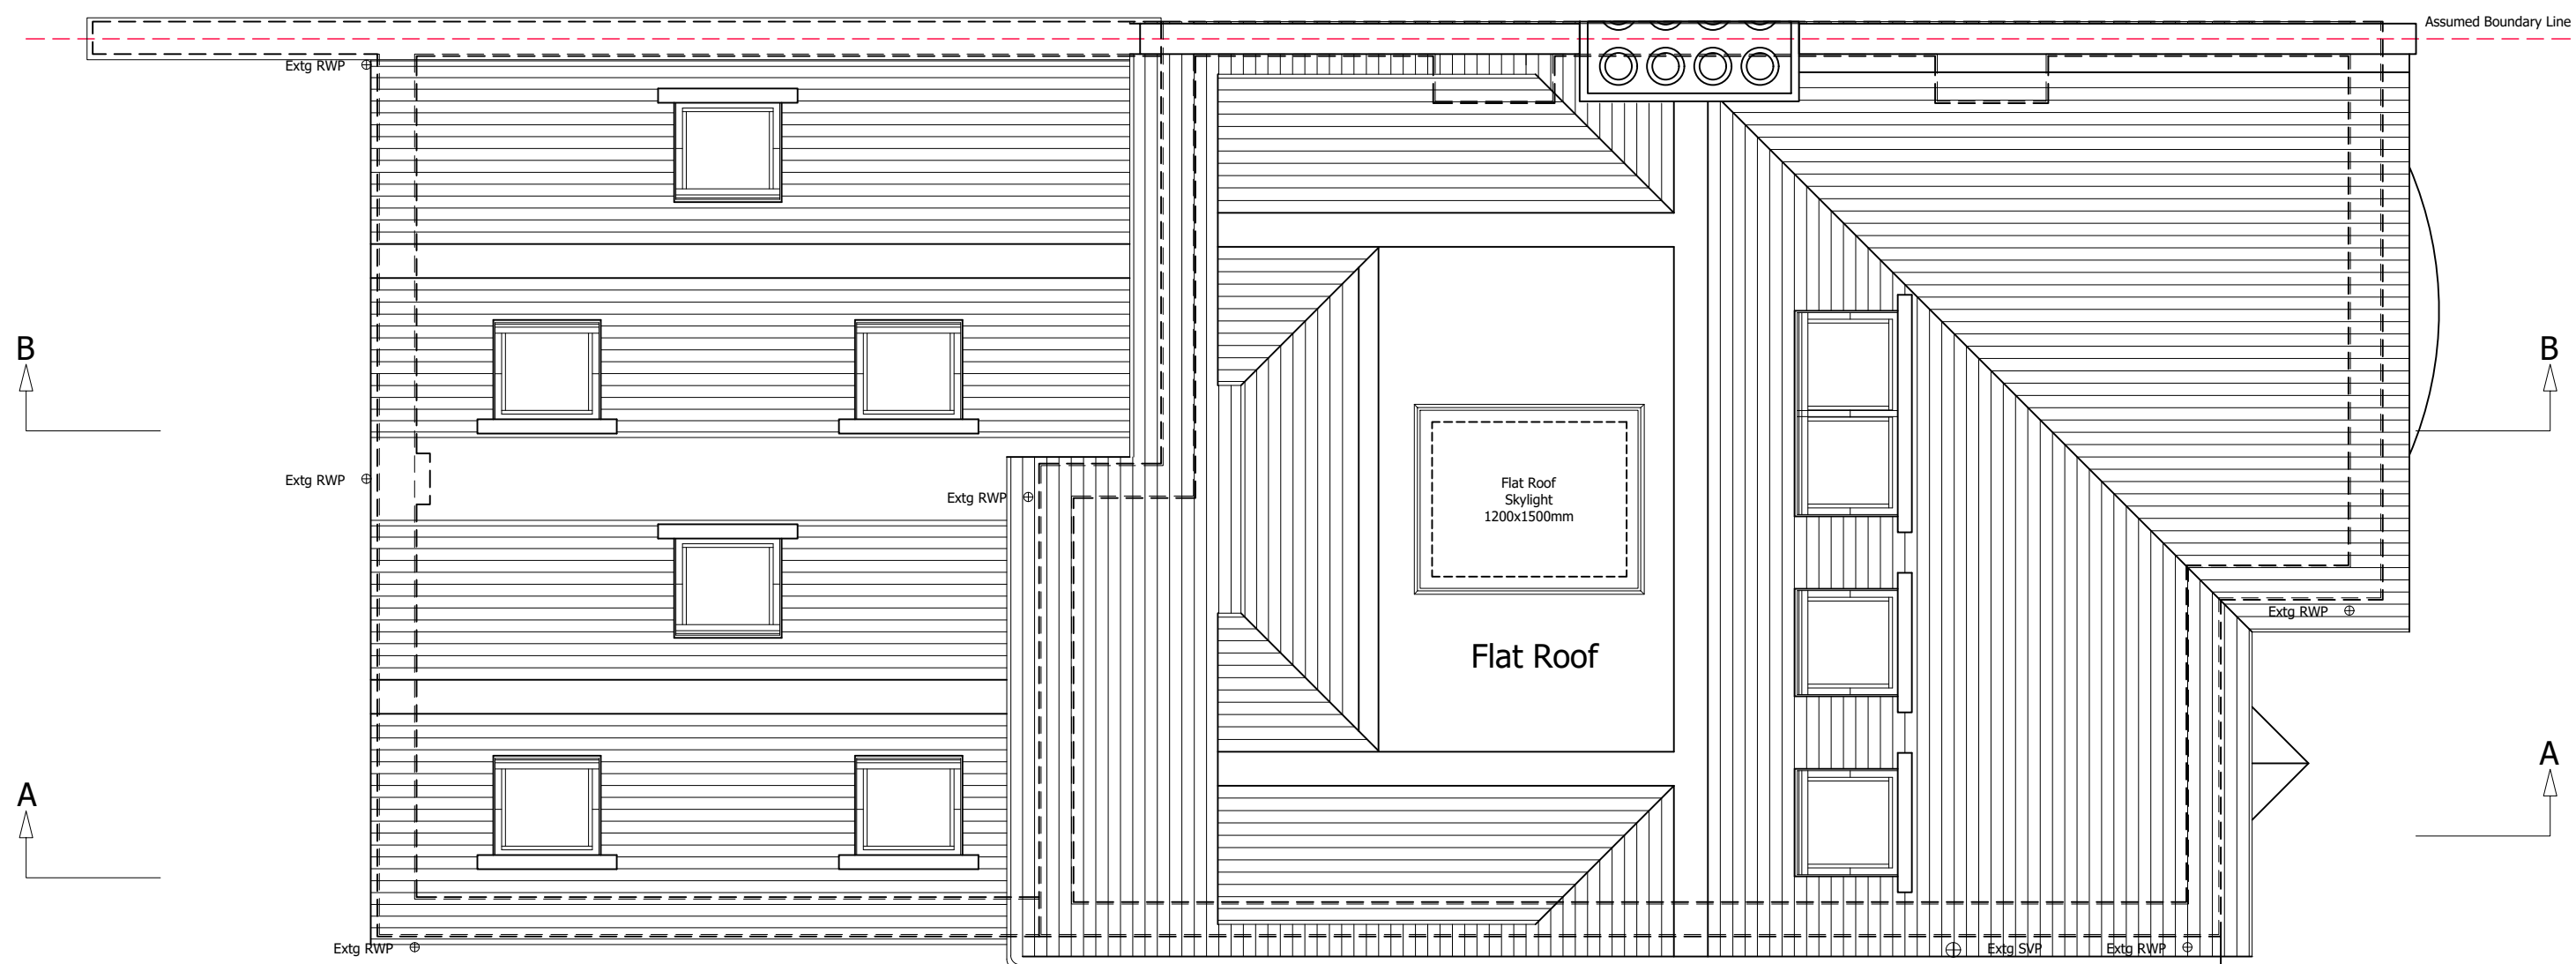 Assumed Boundary Line
Extg RWP
B
B
Extg RWP
Extg RWP
Flat Roof
Skylight
1200x1500mm
Extg RWP
Flat Roof
A
A
Extg RWP
Extg SVP
Extg RWP